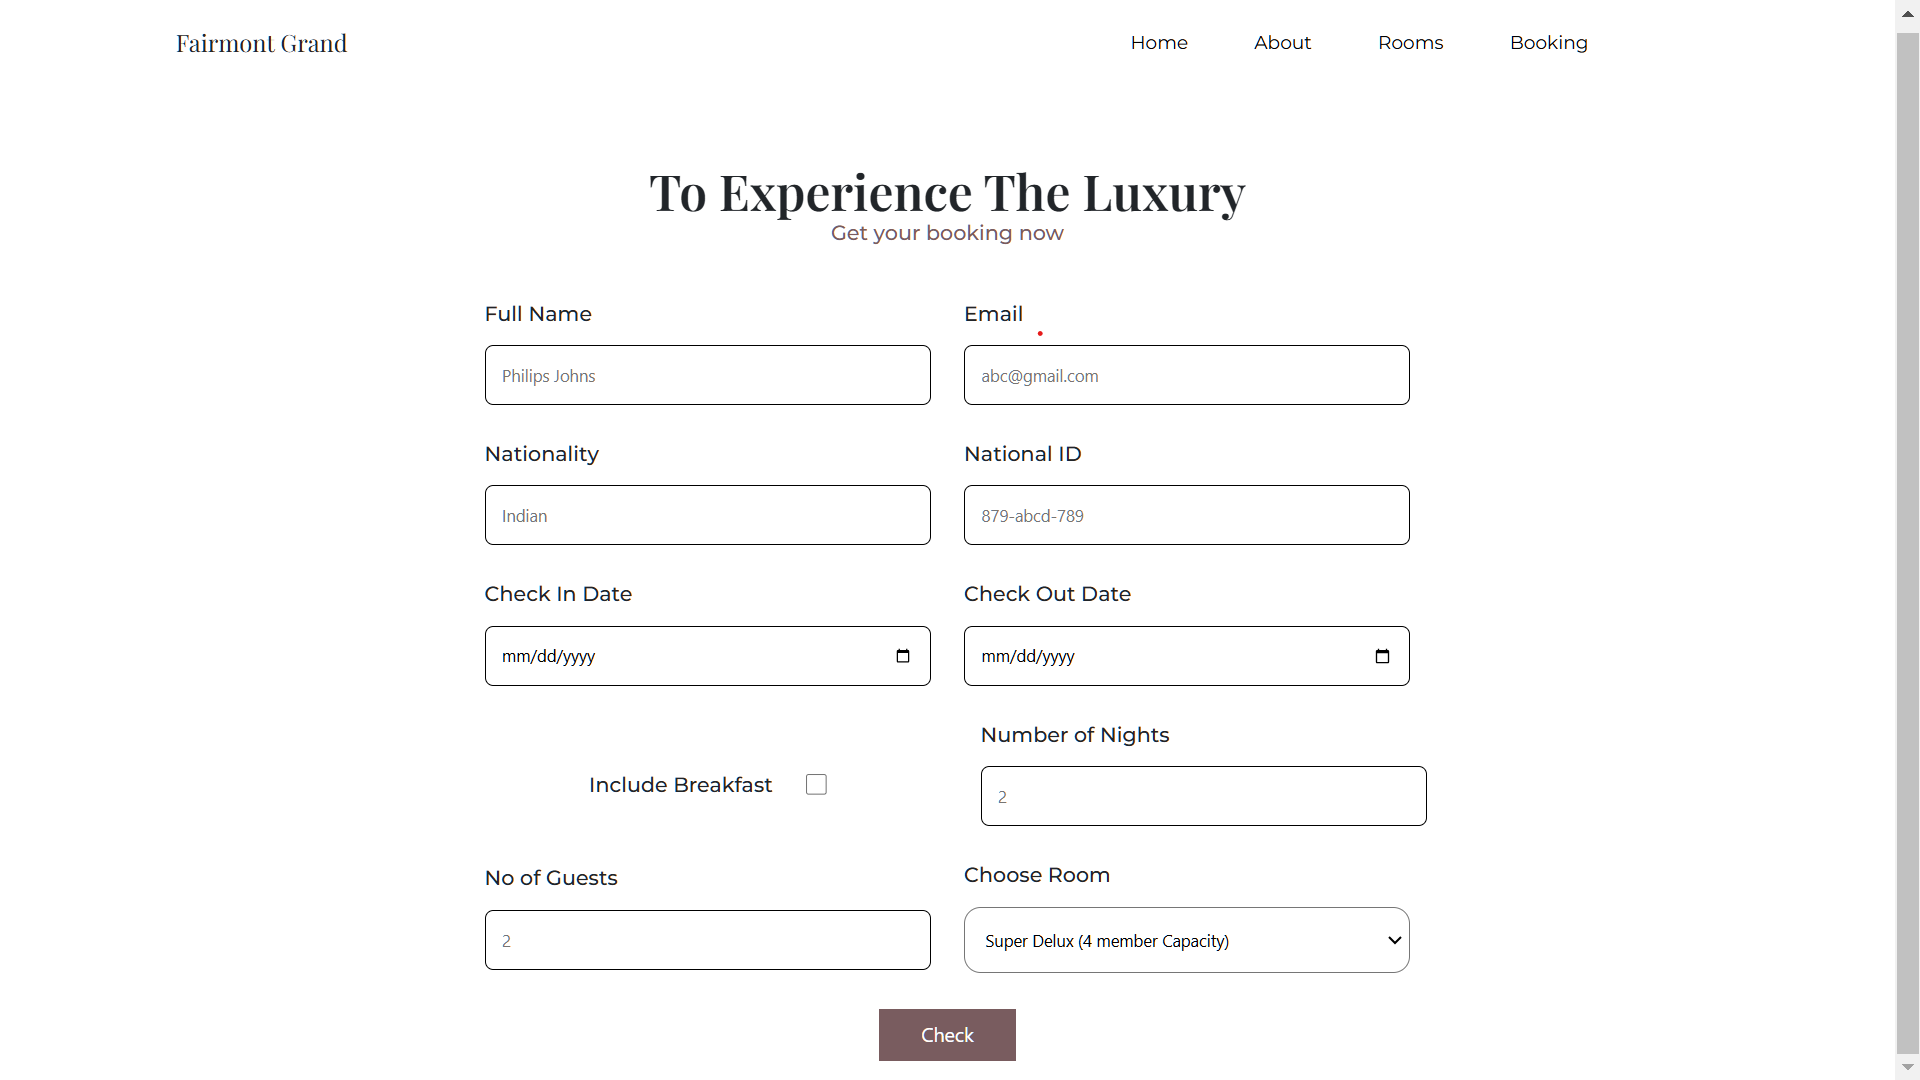 Fairmont Grand
Home About Rooms Booking
To Experience The Luxury
Get your booking now
Full Name Email
Philips Johns abc@gmail.com
Nationality National ID
Indian 879-abcd-789
Check In Date Check Out Date
mm/dd/yyyy mm/dd/yyyy
Number of Nights
Include Breakfast
2
No of Guests Choose Room
2 Super Delux (4 member Capacity)
Check